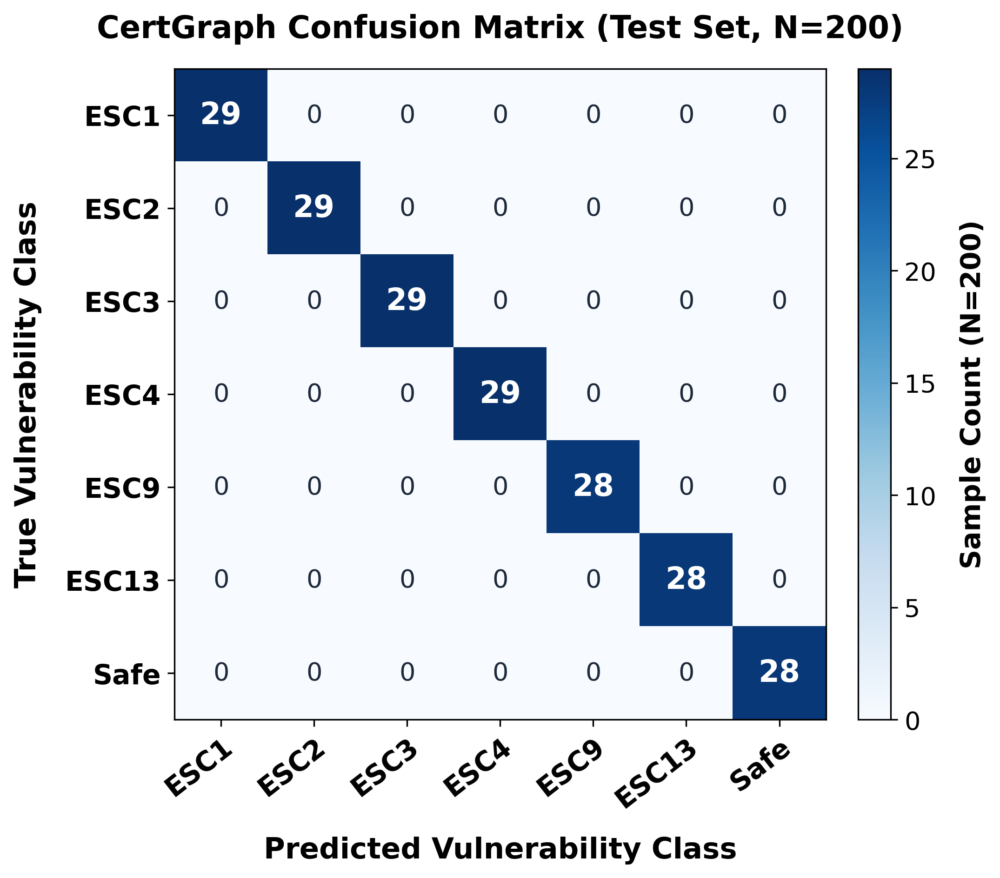 CertGraph Confusion Matrix (Test Set, N=200)
True Vulnerability Class
ESC1 29 0 0 0 0 0 0
ESC2 0 29 0 0 0 0 0
ESC3 0 0 29 0 0 0 0
ESC4 0 0 0 29 0 0 0
ESC9 0 0 0 0 28 0 0
ESC13 0 0 0 0 0 28 0
Safe 0 0 0 0 0 0 28
ESC1 ESC2 ESC3 ESC4 ESC9 ESC13 Safe
Predicted Vulnerability Class
25
20
15
10
5
0
Sample Count (N=200)